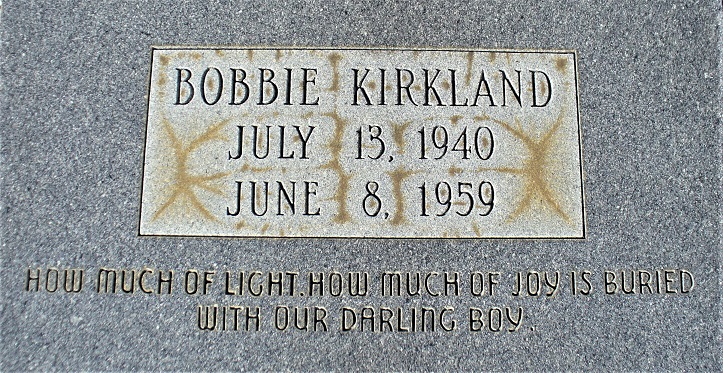 BOBBIE KIRKLAND
JULY 13, 1940
JUNE 8, 1959
HOW MUCH OF LIGHT. HOW MUCH OF JOY IS BURIED
WITH OUR DARLING BOY.